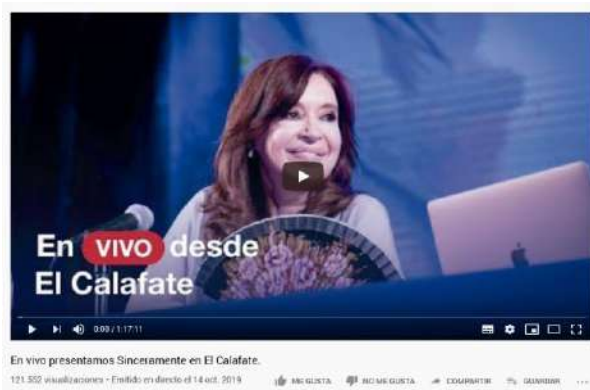 En VIVO desde
El Calafate
0:00 / 1:17:11
En vivo presentamos Sinceramente en El Calafate.
121.552 visualizaciones • Emitido en directo el 14 oct. 2019 ME GUSTA NO ME GUSTA COMPARTIR GUARDAR ...